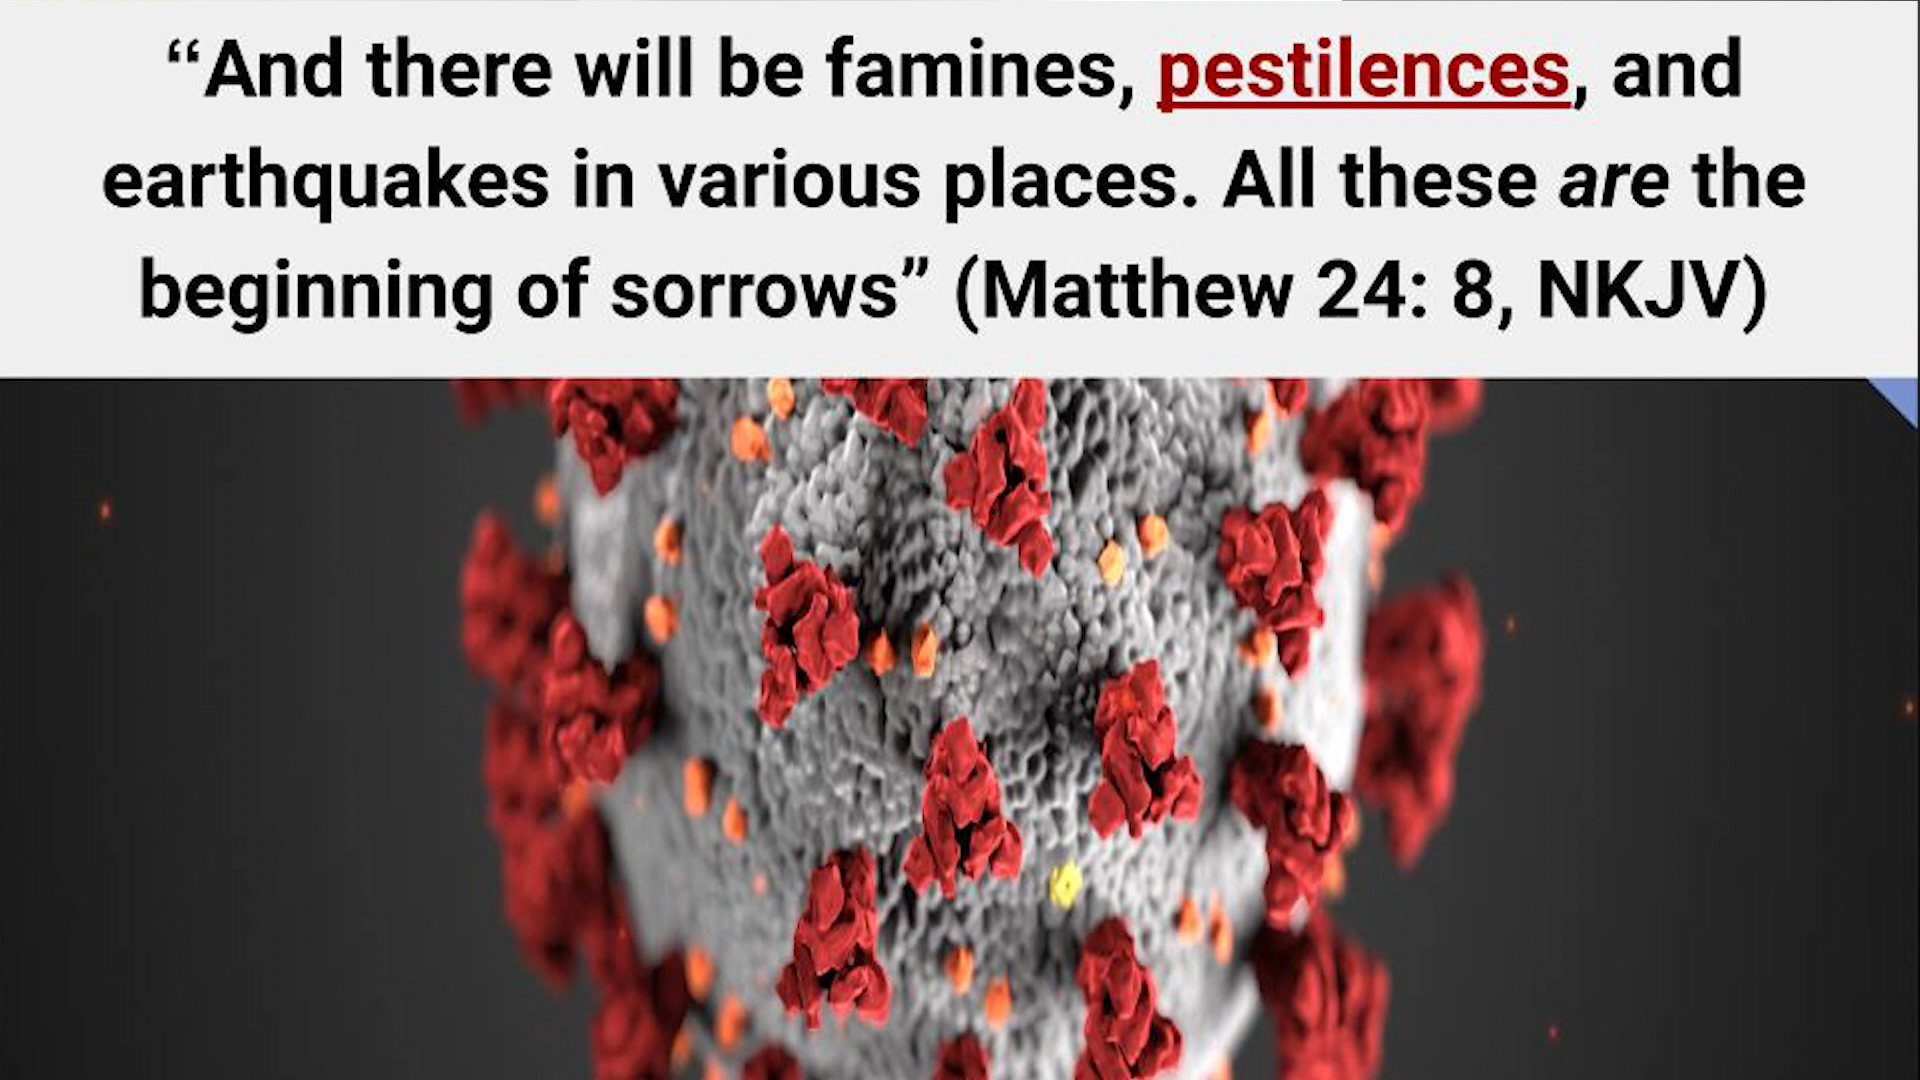 “And there will be famines, pestilences, and
earthquakes in various places. All these are the
beginning of sorrows” (Matthew 24: 8, NKJV)